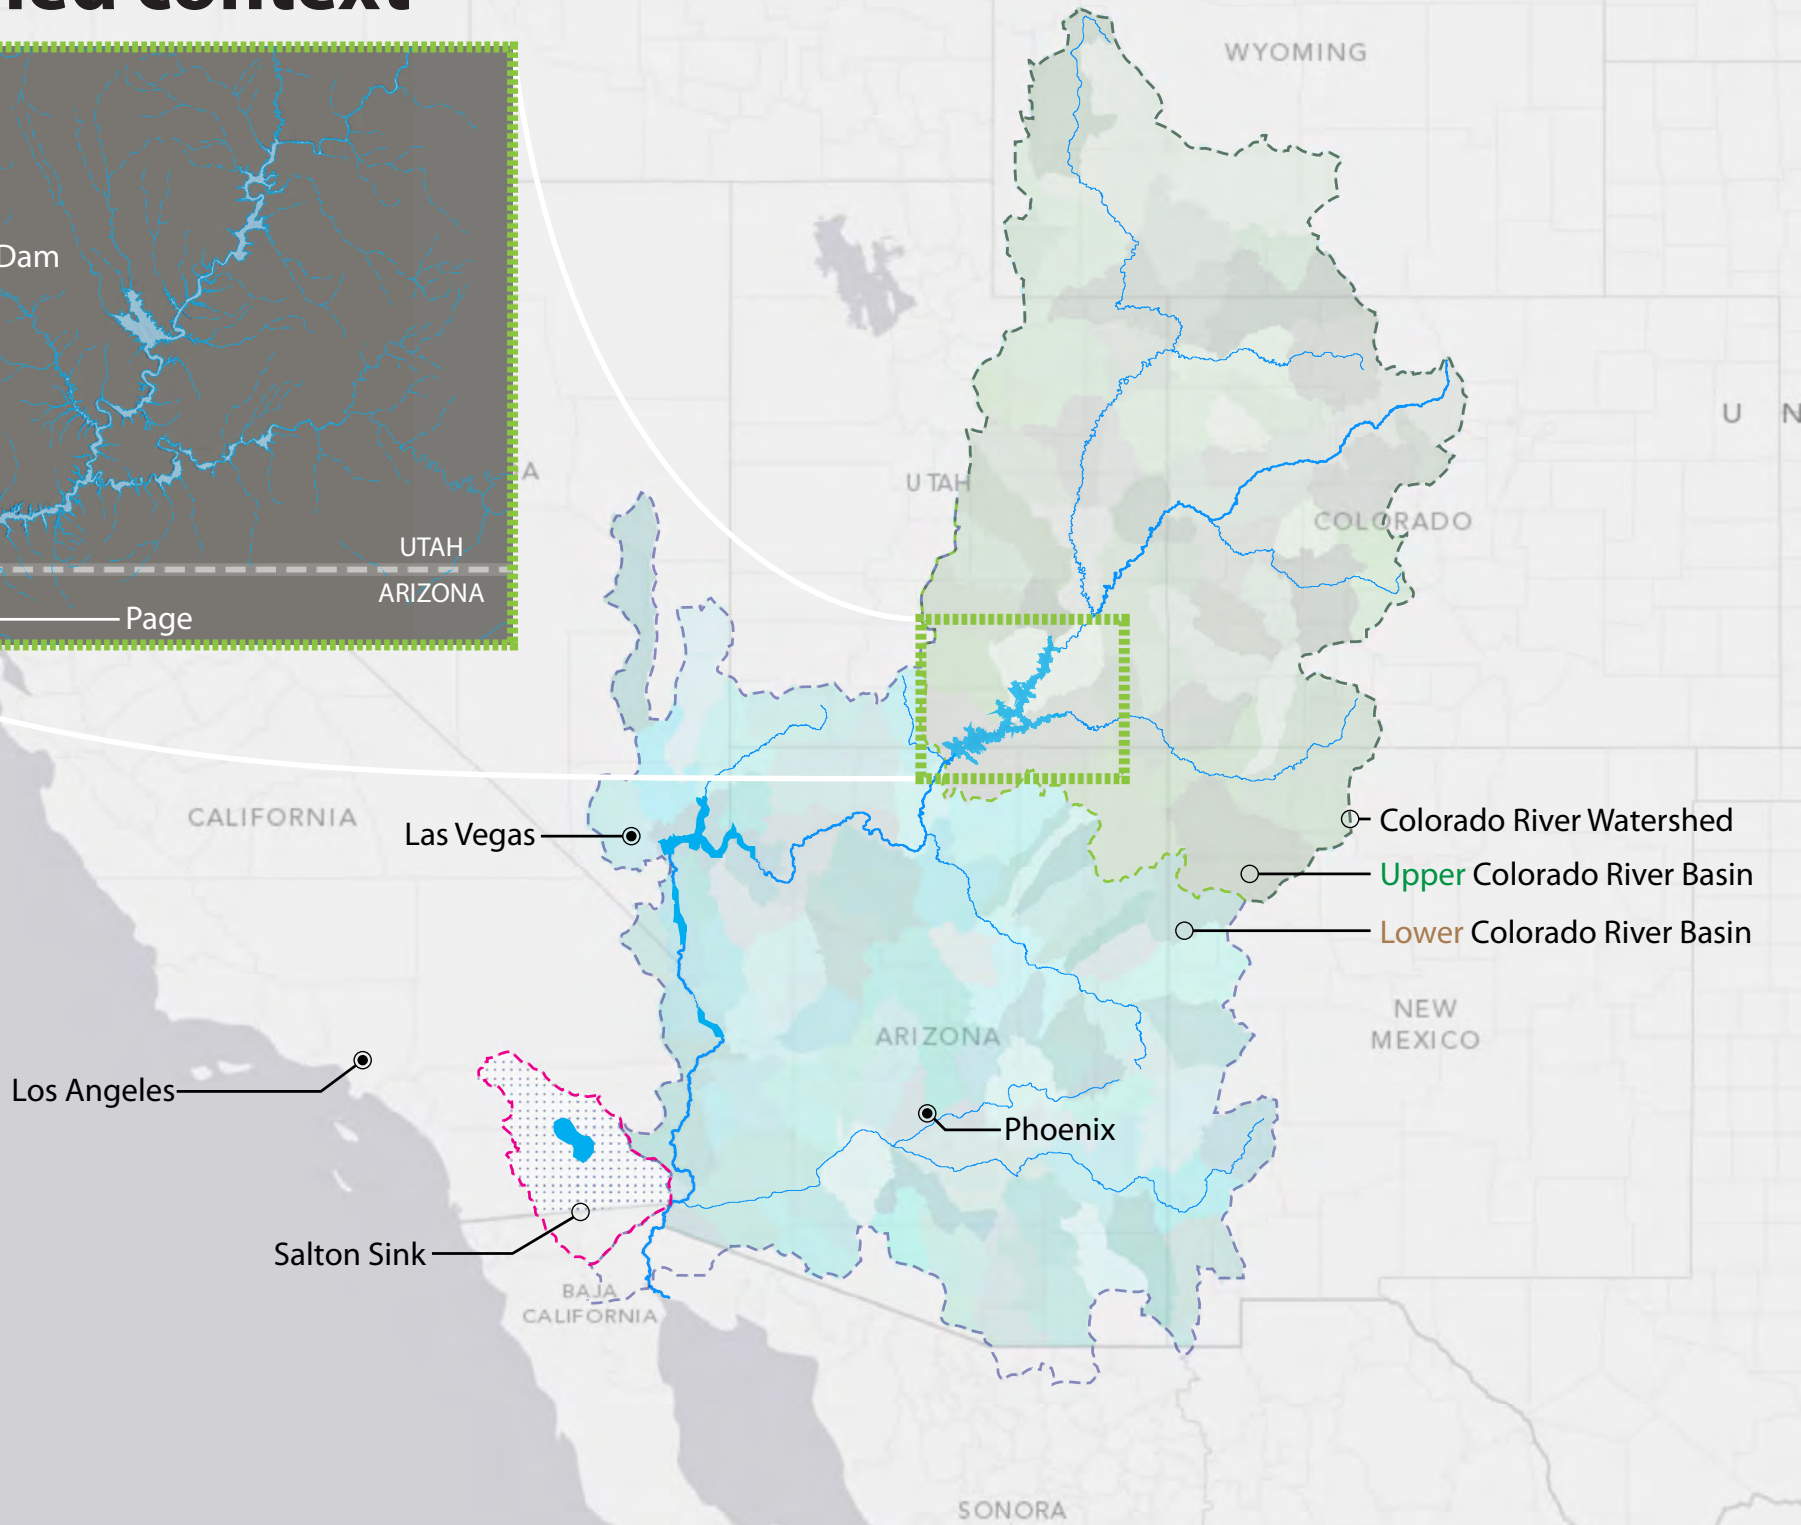 context
WYOMING
Dam
U N
A
UTAH
COLORADO
UTAH
ARIZONA
Page
CALIFORNIA
Las Vegas
Colorado River Watershed
Upper Colorado River Basin
Lower Colorado River Basin
NEW
MEXICO
ARIZONA
Los Angeles
Phoenix
Salton Sink
BAJA
CALIFORNIA
SONORA